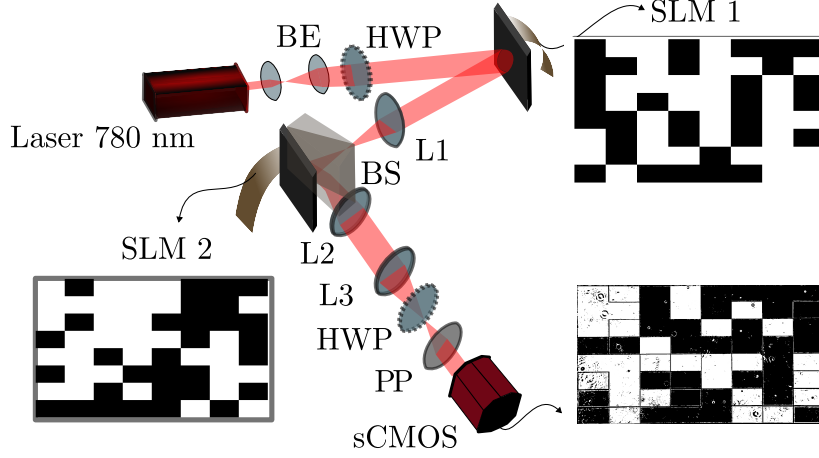 SLM 1
BE
HWP
Laser 780 nm
L1
BS
SLM 2
L2
L3
HWP
PP
sCMOS